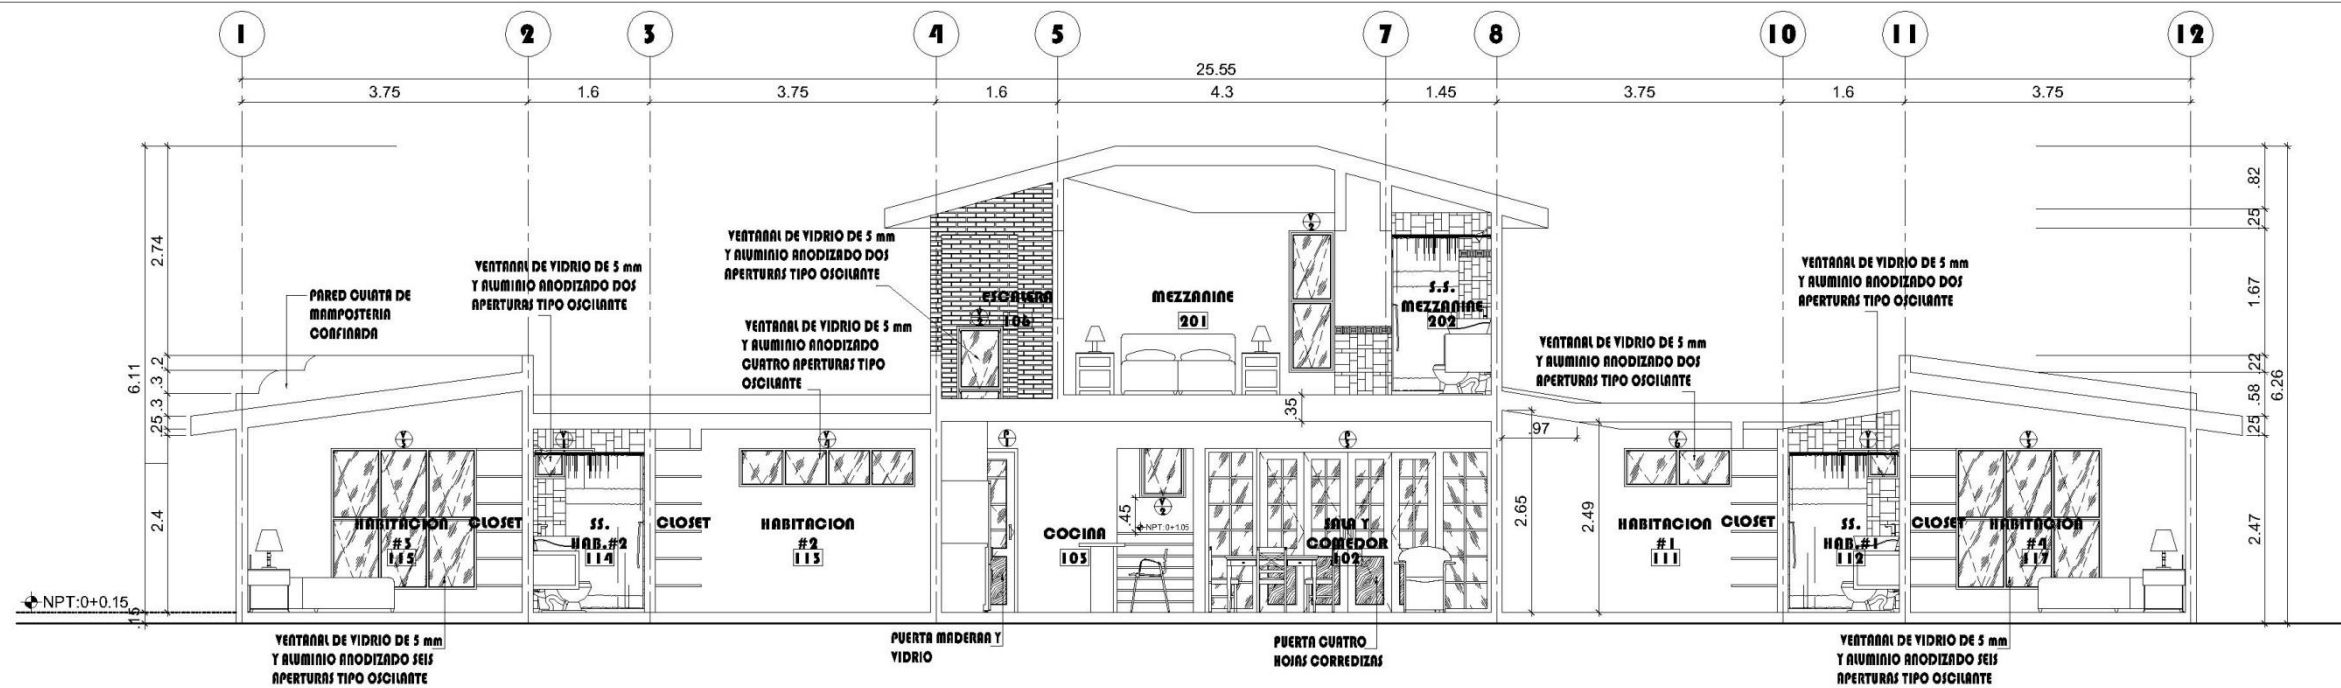 1
2
3
4
5
7
8
10
11
12
25.55
3.75
1.6
3.75
1.6
4.3
1.45
3.75
1.6
3.75
VENTANAL DE VIDRIO DE 5 mm
Y ALUMINIO ANODIZADO DOS
APERTURAS TIPO OSCILANTE
VENTANAL DE VIDRIO DE 5 mm
Y ALUMINIO ANODIZADO DOS
APERTURAS TIPO OSCILANTE
PARED CULATA DE
MAMPOSTERIA
CONFINADA
VENTANAL DE VIDRIO DE 5 mm
Y ALUMINIO ANODIZADO
CUATRO APERTURAS TIPO
OSCILANTE
VENTANAL DE VIDRIO DE 5 mm
Y ALUMINIO ANODIZADO DOS
APERTURAS TIPO OSCILANTE
VENTANAL DE VIDRIO DE 5 mm
Y ALUMINIO ANODIZADO DOS
APERTURAS TIPO OSCILANTE
ESCALERA
106
MEZZANINE
201
S.S.
MEZZANINE
202
V
2
2.74
6.11
.2
.3
.3
.25
2.4
.15
.82
.25
1.67
.22
6.26
.58
.25
2.47
.35
.97
2.65
2.49
.45
NPT:0+1.05
HABITACION
#3
115
CLOSET
SS.
HAB.#2
114
CLOSET
HABITACION
#2
113
COCINA
103
SALA Y
COMEDOR
102
HABITACION
#1
111
CLOSET
SS.
HAB.#1
112
CLOSET
HABITACION
#4
117
NPT:0+0.15
VENTANAL DE VIDRIO DE 5 mm
Y ALUMINIO ANODIZADO SEIS
APERTURAS TIPO OSCILANTE
PUERTA MADERAA Y
VIDRIO
PUERTA CUATRO
HOJAS CORREDIZAS
VENTANAL DE VIDRIO DE 5 mm
Y ALUMINIO ANODIZADO SEIS
APERTURAS TIPO OSCILANTE